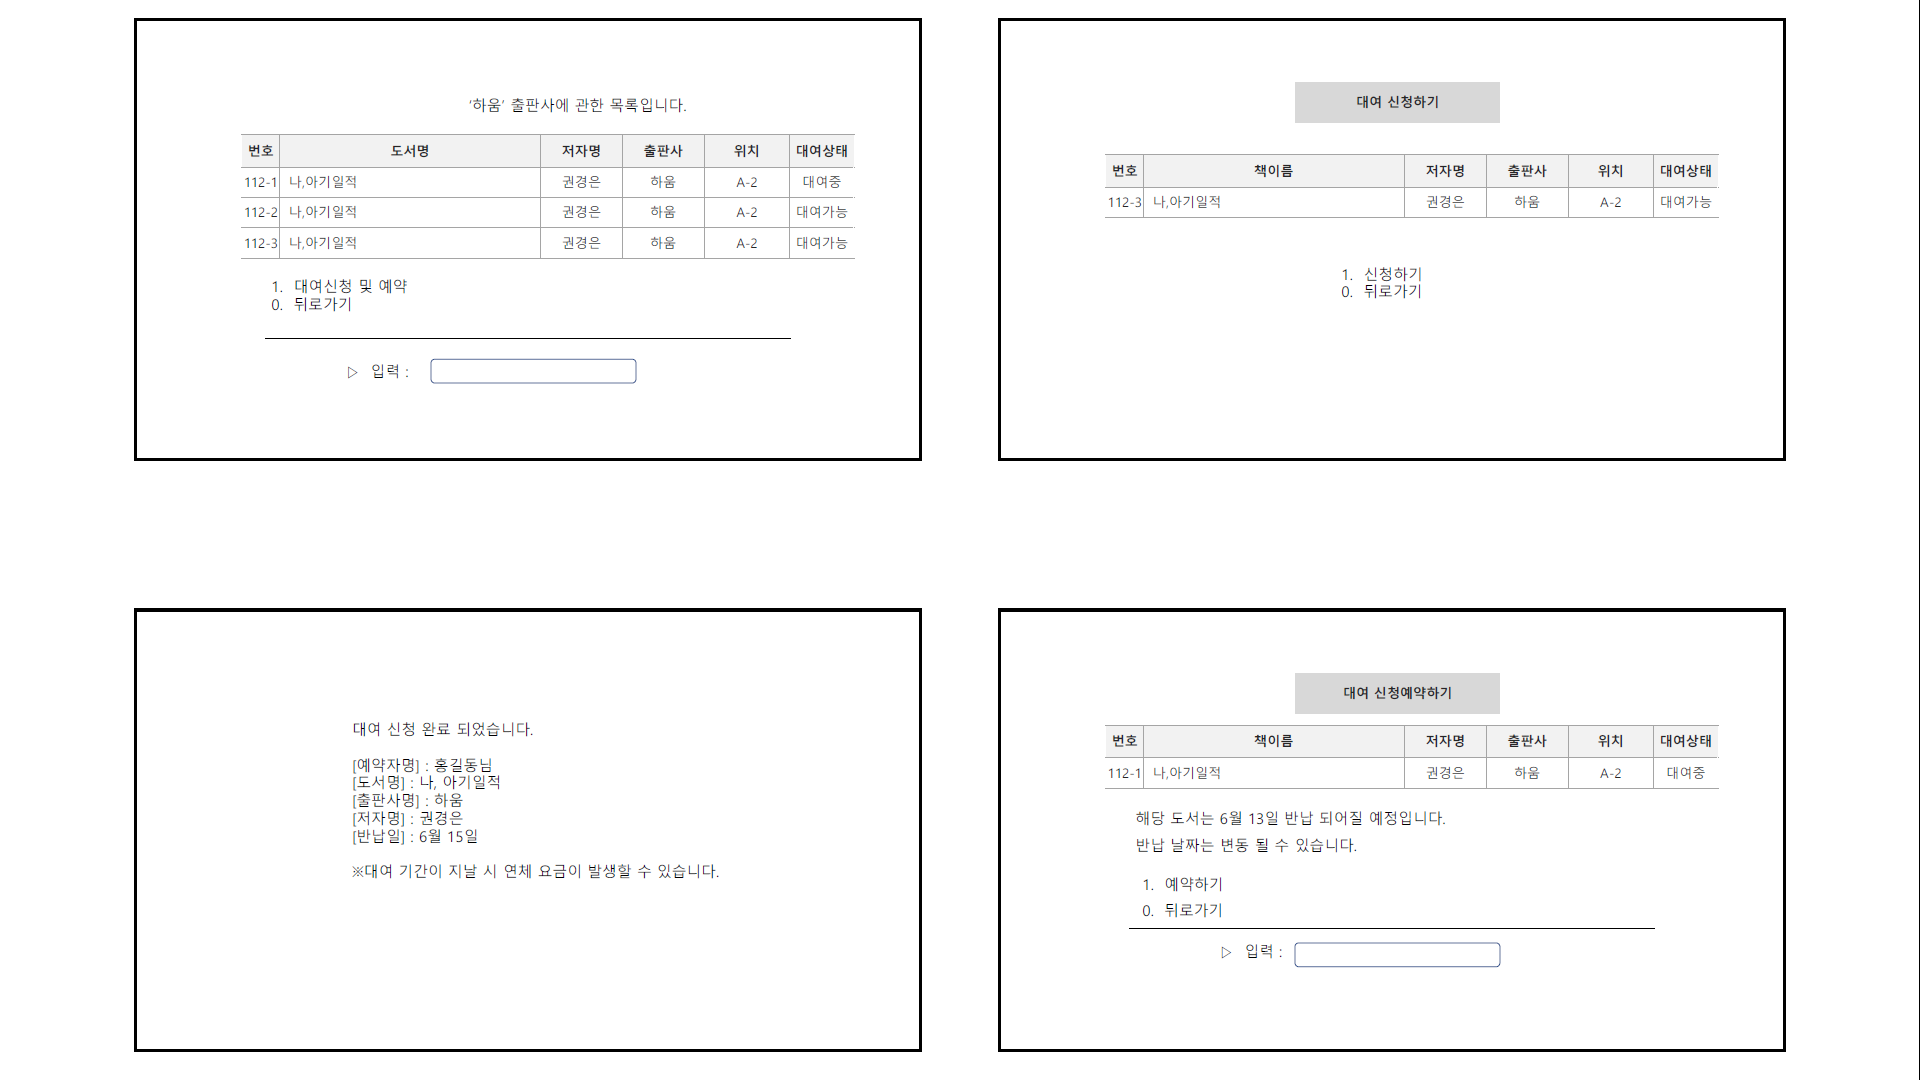 ‘하움’ 출판사에 관한 목록입니다.
번호 도서명 저자명 출판사 위치 대여상태
112-1 나,아기일적 권경은 하움 A-2 대여중
112-2 나,아기일적 권경은 하움 A-2 대여가능
112-3 나,아기일적 권경은 하움 A-2 대여가능
1. 대여신청 및 예약
0. 뒤로가기
▷ 입력 :
대여 신청하기
번호 책이름 저자명 출판사 위치 대여상태
112-3 나,아기일적 권경은 하움 A-2 대여가능
1. 신청하기
0. 뒤로가기
대여 신청 완료 되었습니다.
[예약자명] : 홍길동님
[도서명] : 나, 아기일적
[출판사명] : 하움
[저자명] : 권경은
[반납일] : 6월 15일
※대여 기간이 지날 시 연체 요금이 발생할 수 있습니다.
대여 신청예약하기
번호 책이름 저자명 출판사 위치 대여상태
112-1 나,아기일적 권경은 하움 A-2 대여중
해당 도서는 6월 13일 반납 되어질 예정입니다.
반납 날짜는 변동 될 수 있습니다.
1. 예약하기
0. 뒤로가기
▷ 입력 :